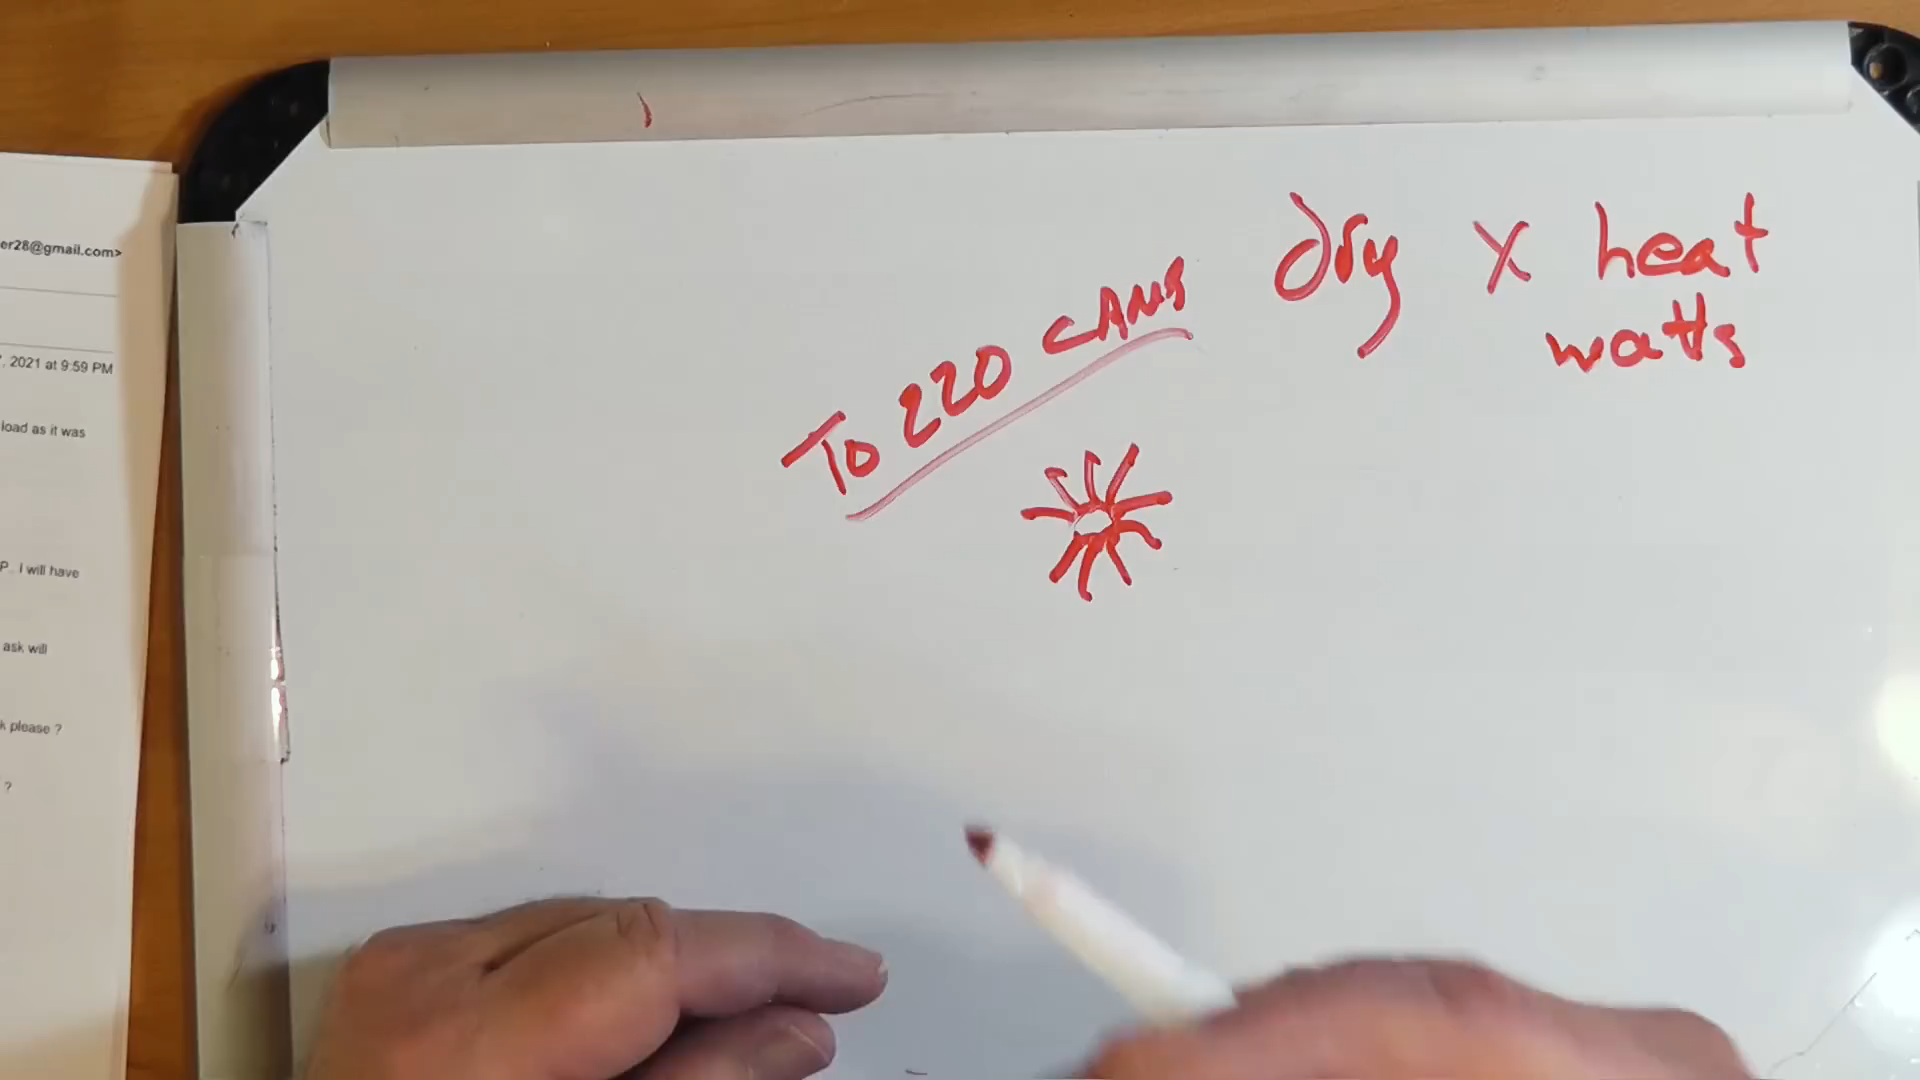 er28@gmail.com>
, 2021 at 9:59 PM
load as it was
P.. I will have
ask will
k please ?
?
To 220 CANS
dry x heat
watts